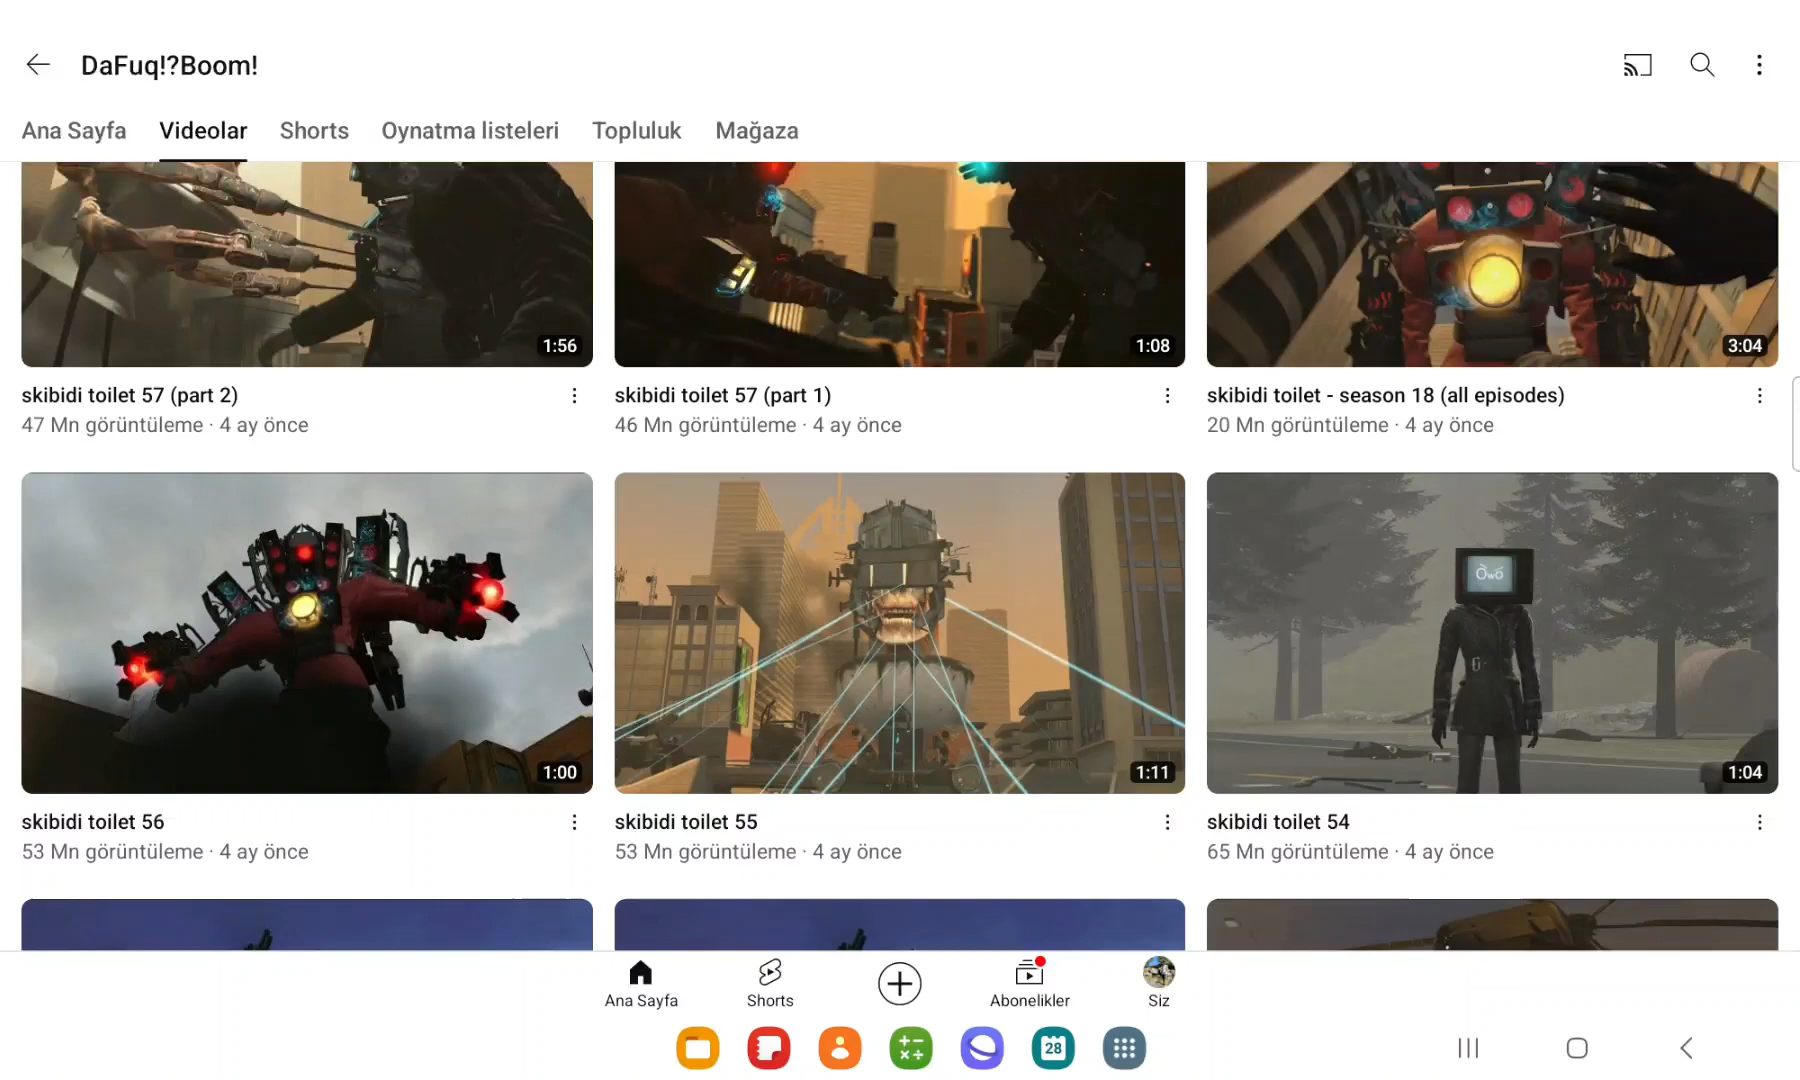 DaFuq!?Boom!
Ana Sayfa Videolar Shorts Oynatma listeleri Topluluk Mağaza
1:56 1:08 3:04
skibidi toilet 57 (part 2)
47 Mn görüntüleme · 4 ay önce
skibidi toilet 57 (part 1)
46 Mn görüntüleme · 4 ay önce
skibidi toilet - season 18 (all episodes)
20 Mn görüntüleme · 4 ay önce
ÒwÓ
1:00 1:11 1:04
skibidi toilet 56
53 Mn görüntüleme · 4 ay önce
skibidi toilet 55
53 Mn görüntüleme · 4 ay önce
skibidi toilet 54
65 Mn görüntüleme · 4 ay önce
Ana Sayfa Shorts Abonelikler Siz
28